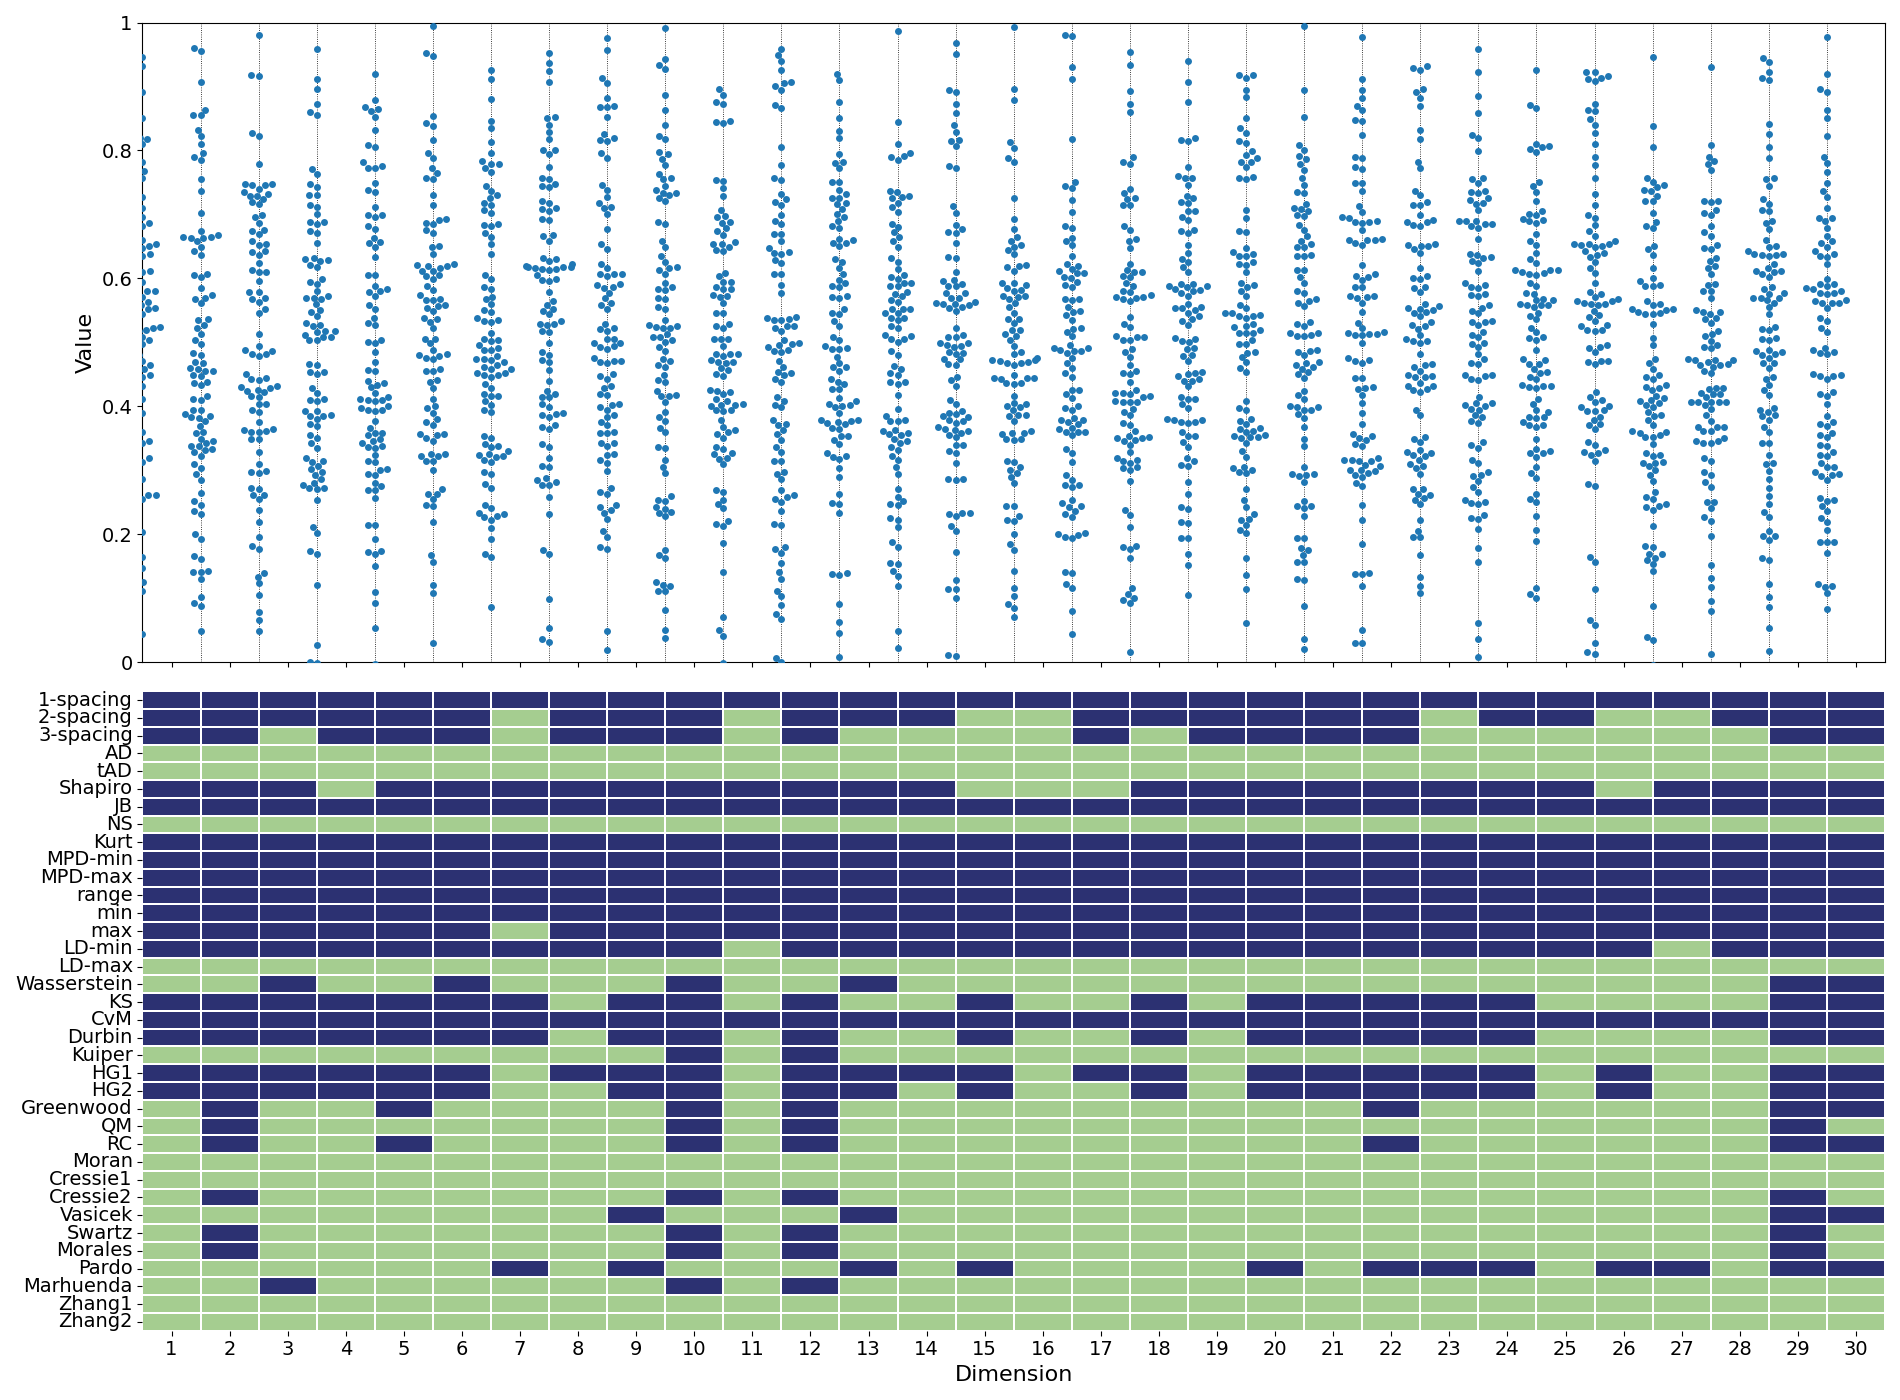 1
0.8
0.6
Value
0.4
0.2
0
1-spacing
2-spacing
3-spacing
AD
tAD
Shapiro
JB
NS
Kurt
MPD-min
MPD-max
range
min
max
LD-min
LD-max
Wasserstein
KS
CvM
Durbin
Kuiper
HG1
HG2
Greenwood
QM
RC
Moran
Cressie1
Cressie2
Vasicek
Swartz
Morales
Pardo
Marhuenda
Zhang1
Zhang2
1 2 3 4 5 6 7 8 9 10 11 12 13 14 15 16 17 18 19 20 21 22 23 24 25 26 27 28 29 30
Dimension